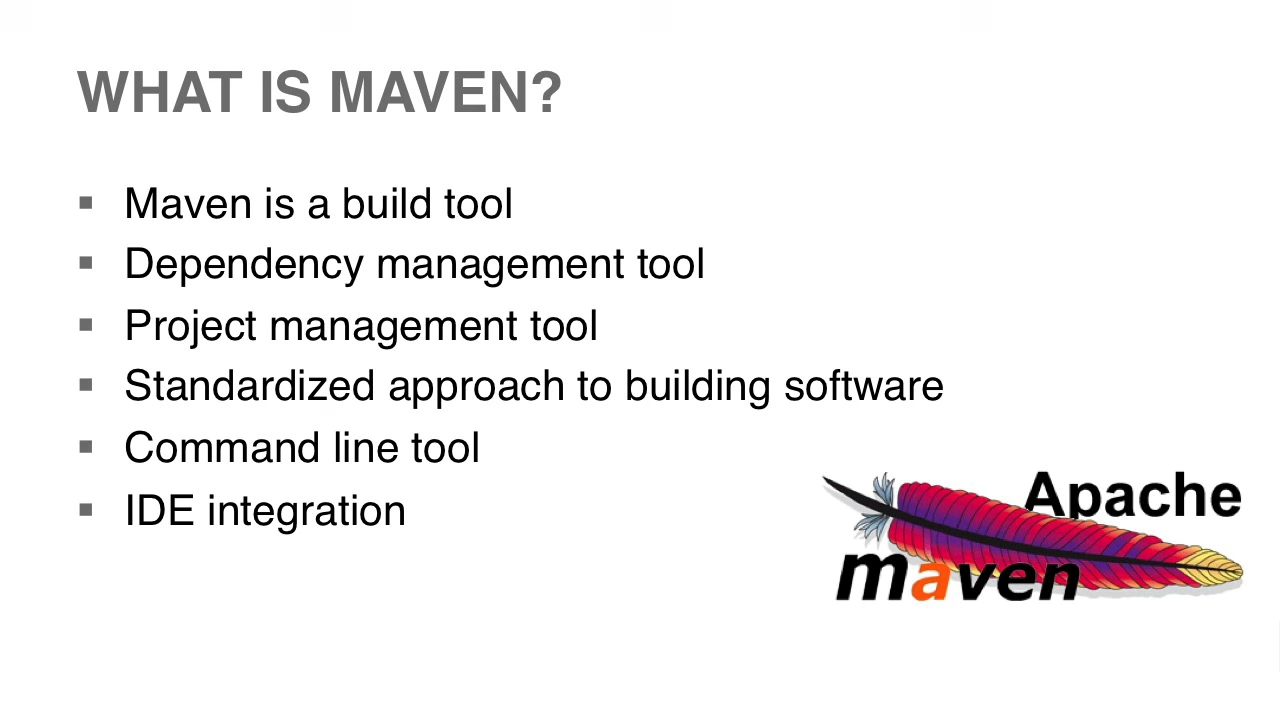 WHAT IS MAVEN?
▪ Maven is a build tool
▪ Dependency management tool
▪ Project management tool
▪ Standardized approach to building software
▪ Command line tool
▪ IDE integration
Apache
maven